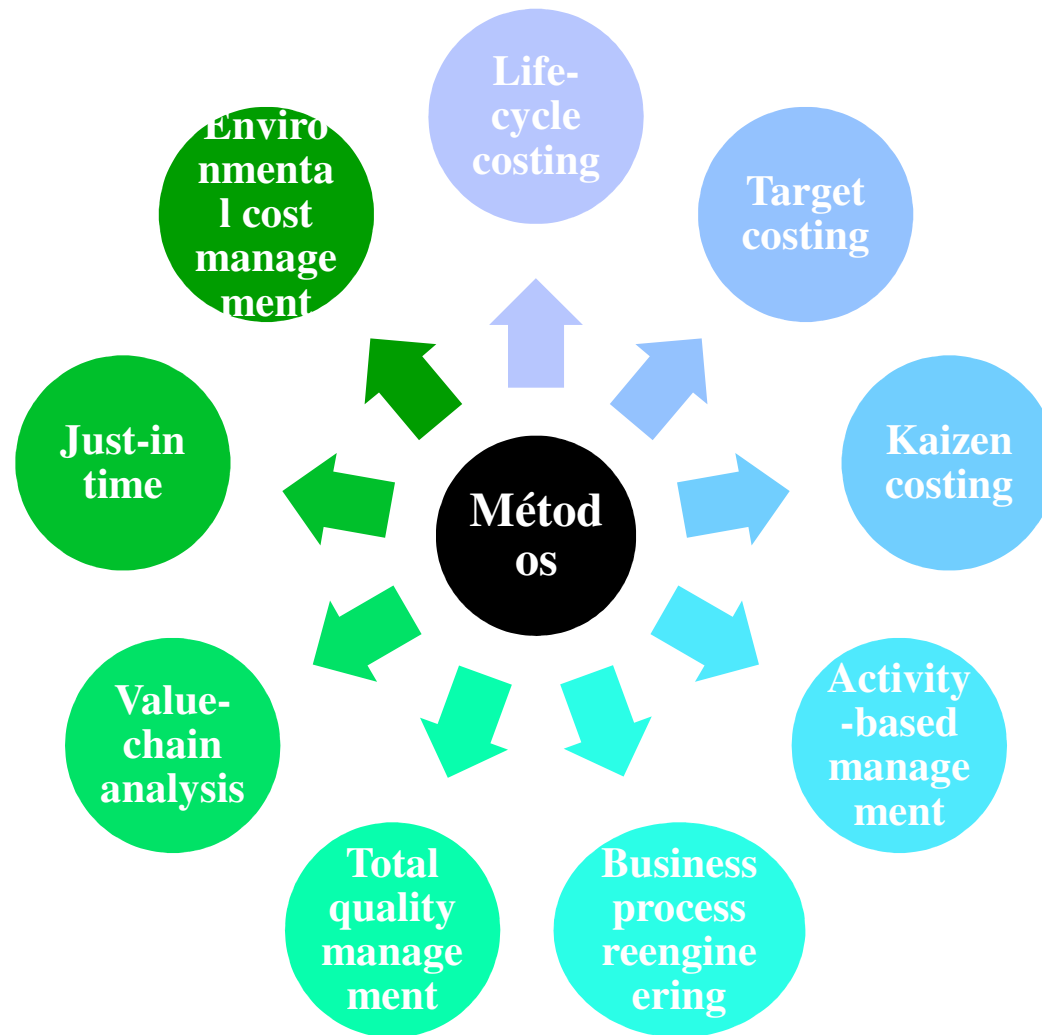 Life-
cycle
costing
Target
costing
Kaizen
costing
Activity
-based
manage
ment
Business
process
reengine
ering
Total
quality
manage
ment
Value-
chain
analysis
Just-in
time
Enviro
nmenta
l cost
manage
ment
Métod
os